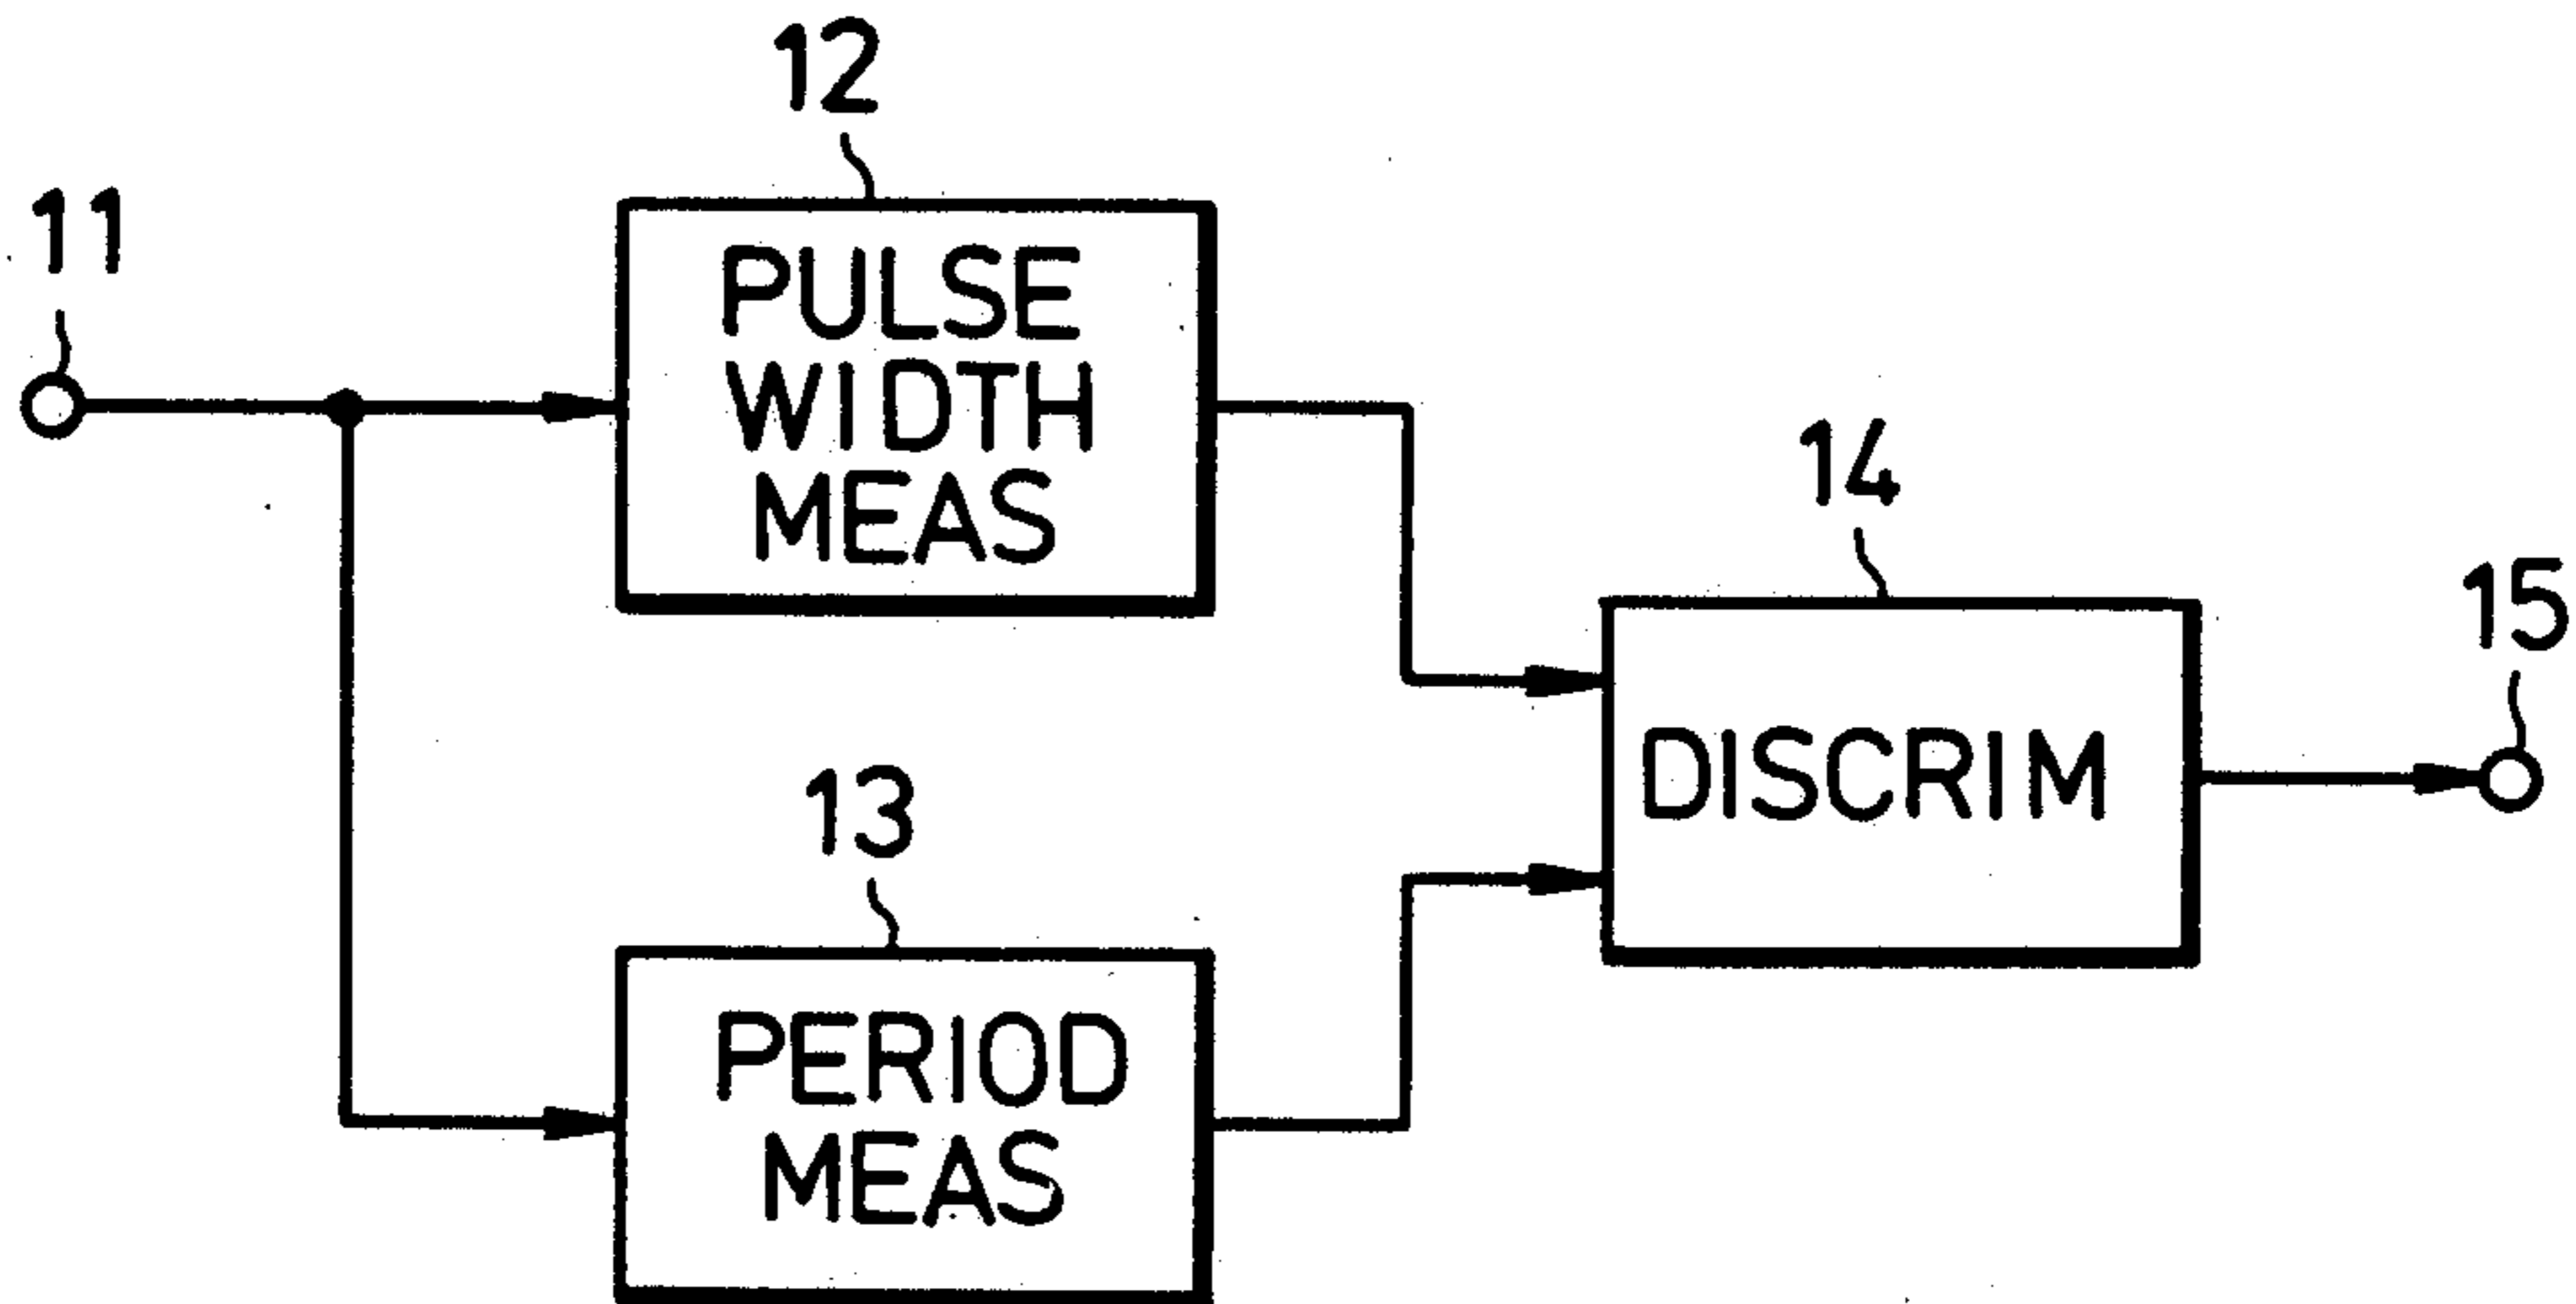 12
11
PULSE
WIDTH
MEAS
14
15
DISCRIM
13
PERIOD
MEAS